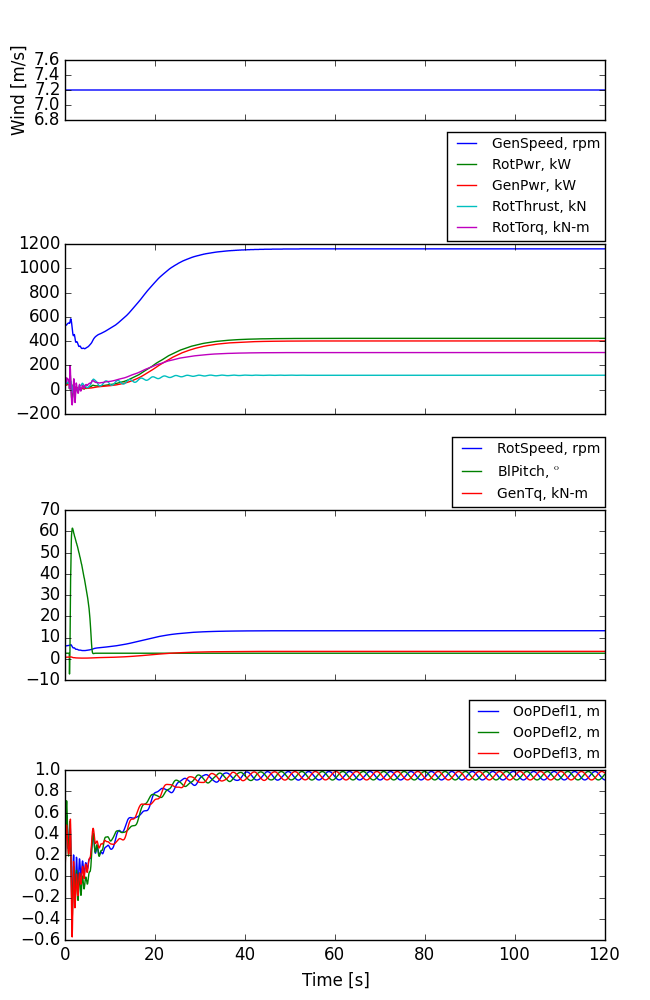 Wind [m/s]
7.6
7.4
7.2
7.0
6.8
GenSpeed, rpm
RotPwr, kW
GenPwr, kW
RotThrust, kN
RotTorq, kN-m
1200
1000
800
600
400
200
0
−200
RotSpeed, rpm
BlPitch, °
GenTq, kN-m
70
60
50
40
30
20
10
0
−10
OoPDefl1, m
OoPDefl2, m
OoPDefl3, m
1.0
0.8
0.6
0.4
0.2
0.0
−0.2
−0.4
−0.6
0 20 40 60 80 100 120
Time [s]